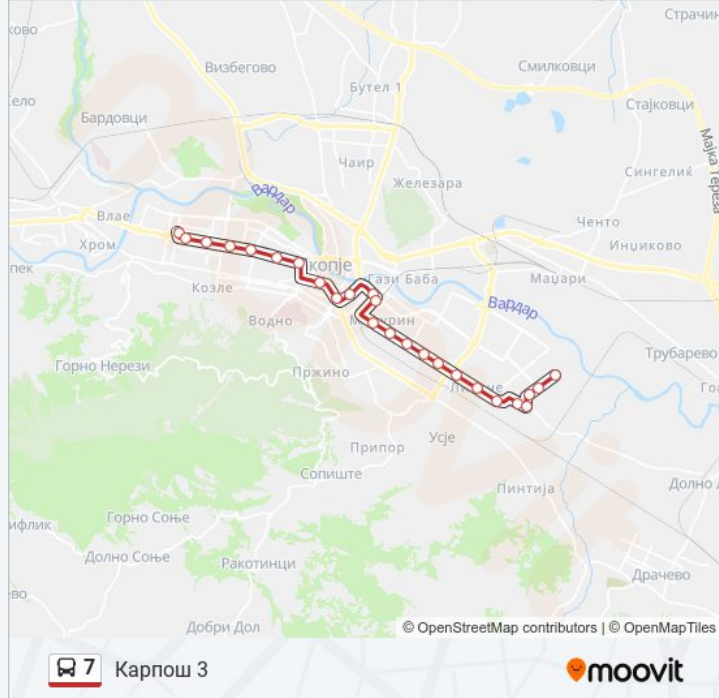 Страчин
Визбегово
Бутел 1
Смилковци
Стајковци
Бардовци
Мајка Тереза
Чаир
Железара
Сингелиќ
Вардар
Влае
Ченто
Хром
Инџиково
Гази Баба
Маџари
Козле
Вардар
Водно
Трубарево
Горно Нерези
Пржино
Усје
Припор
Сопиште
Пинтија
Горно Соње
Долно Соње
Ракотинци
Драчево
Добри Дол
© OpenStreetMap contributors | © OpenMapTiles
7 Карпош 3
moovit